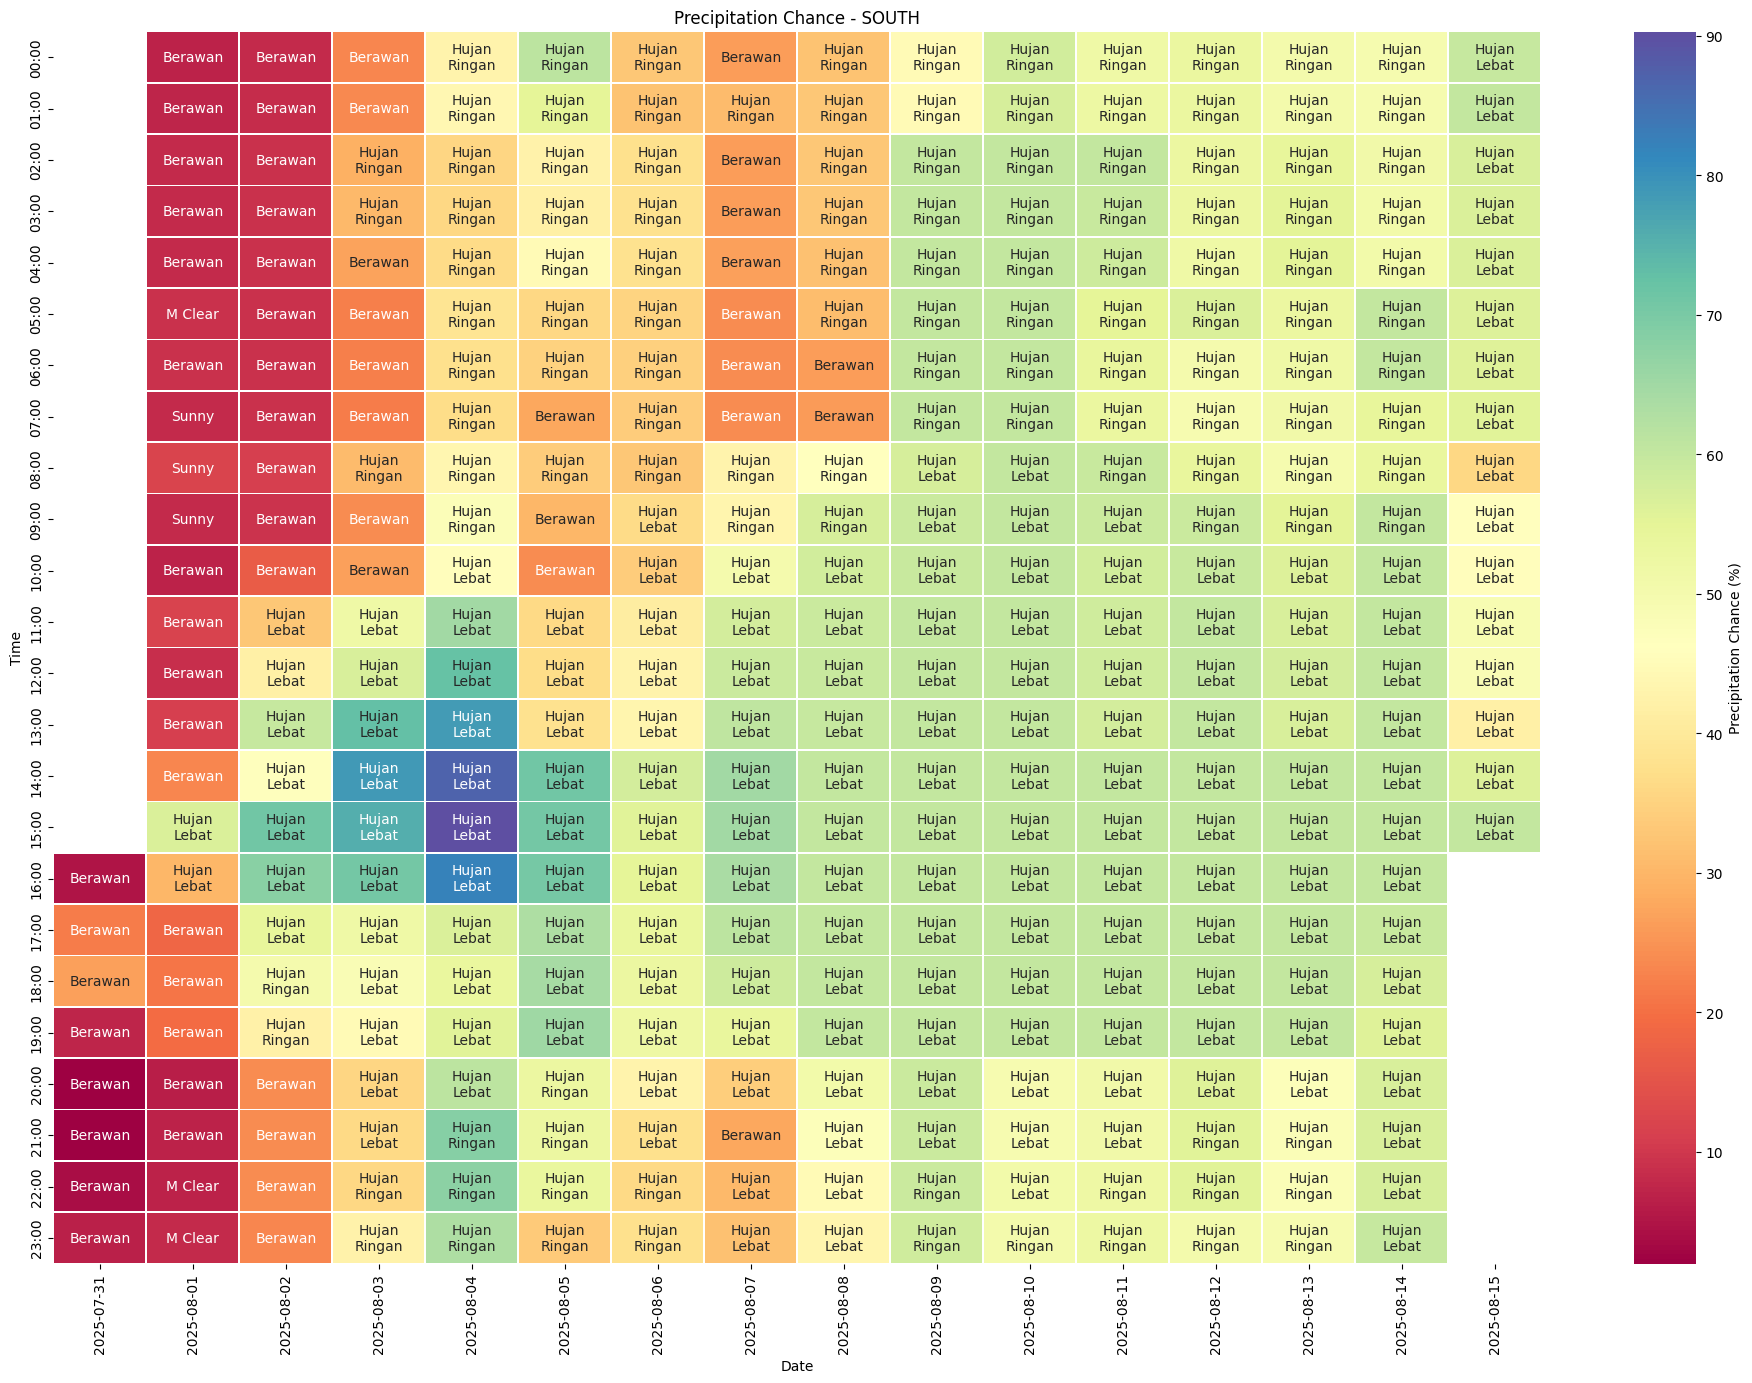 Precipitation Chance - SOUTH
00:00 Berawan Berawan Berawan Hujan Ringan Hujan Ringan Hujan Ringan Berawan Hujan Ringan Hujan Ringan Hujan Ringan Hujan Ringan Hujan Ringan Hujan Ringan Hujan Ringan Hujan Lebat
01:00 Berawan Berawan Berawan Hujan Ringan Hujan Ringan Hujan Ringan Hujan Ringan Hujan Ringan Hujan Ringan Hujan Ringan Hujan Ringan Hujan Ringan Hujan Ringan Hujan Ringan Hujan Lebat
02:00 Berawan Berawan Hujan Ringan Hujan Ringan Hujan Ringan Hujan Ringan Berawan Hujan Ringan Hujan Ringan Hujan Ringan Hujan Ringan Hujan Ringan Hujan Ringan Hujan Ringan Hujan Lebat
03:00 Berawan Berawan Hujan Ringan Hujan Ringan Hujan Ringan Hujan Ringan Berawan Hujan Ringan Hujan Ringan Hujan Ringan Hujan Ringan Hujan Ringan Hujan Ringan Hujan Ringan Hujan Lebat
04:00 Berawan Berawan Berawan Hujan Ringan Hujan Ringan Hujan Ringan Berawan Hujan Ringan Hujan Ringan Hujan Ringan Hujan Ringan Hujan Ringan Hujan Ringan Hujan Ringan Hujan Lebat
05:00 M Clear Berawan Berawan Hujan Ringan Hujan Ringan Hujan Ringan Berawan Hujan Ringan Hujan Ringan Hujan Ringan Hujan Ringan Hujan Ringan Hujan Ringan Hujan Ringan Hujan Lebat
06:00 Berawan Berawan Berawan Hujan Ringan Hujan Ringan Hujan Ringan Berawan Berawan Hujan Ringan Hujan Ringan Hujan Ringan Hujan Ringan Hujan Ringan Hujan Ringan Hujan Lebat
07:00 Sunny Berawan Berawan Hujan Ringan Berawan Hujan Ringan Berawan Berawan Hujan Ringan Hujan Ringan Hujan Ringan Hujan Ringan Hujan Ringan Hujan Ringan Hujan Lebat
08:00 Sunny Berawan Hujan Ringan Hujan Ringan Hujan Ringan Hujan Ringan Hujan Ringan Hujan Ringan Hujan Lebat Hujan Lebat Hujan Ringan Hujan Ringan Hujan Ringan Hujan Ringan Hujan Lebat
09:00 Sunny Berawan Berawan Hujan Ringan Berawan Hujan Lebat Hujan Ringan Hujan Ringan Hujan Lebat Hujan Lebat Hujan Lebat Hujan Ringan Hujan Ringan Hujan Ringan Hujan Lebat
10:00 Berawan Berawan Berawan Hujan Lebat Berawan Hujan Lebat Hujan Lebat Hujan Lebat Hujan Lebat Hujan Lebat Hujan Lebat Hujan Lebat Hujan Lebat Hujan Lebat Hujan Lebat
11:00 Berawan Hujan Lebat Hujan Lebat Hujan Lebat Hujan Lebat Hujan Lebat Hujan Lebat Hujan Lebat Hujan Lebat Hujan Lebat Hujan Lebat Hujan Lebat Hujan Lebat Hujan Lebat Hujan Lebat
12:00 Berawan Hujan Lebat Hujan Lebat Hujan Lebat Hujan Lebat Hujan Lebat Hujan Lebat Hujan Lebat Hujan Lebat Hujan Lebat Hujan Lebat Hujan Lebat Hujan Lebat Hujan Lebat Hujan Lebat
13:00 Berawan Hujan Lebat Hujan Lebat Hujan Lebat Hujan Lebat Hujan Lebat Hujan Lebat Hujan Lebat Hujan Lebat Hujan Lebat Hujan Lebat Hujan Lebat Hujan Lebat Hujan Lebat Hujan Lebat
14:00 Berawan Hujan Lebat Hujan Lebat Hujan Lebat Hujan Lebat Hujan Lebat Hujan Lebat Hujan Lebat Hujan Lebat Hujan Lebat Hujan Lebat Hujan Lebat Hujan Lebat Hujan Lebat Hujan Lebat
15:00 Hujan Lebat Hujan Lebat Hujan Lebat Hujan Lebat Hujan Lebat Hujan Lebat Hujan Lebat Hujan Lebat Hujan Lebat Hujan Lebat Hujan Lebat Hujan Lebat Hujan Lebat Hujan Lebat Hujan Lebat
16:00 Berawan Hujan Lebat Hujan Lebat Hujan Lebat Hujan Lebat Hujan Lebat Hujan Lebat Hujan Lebat Hujan Lebat Hujan Lebat Hujan Lebat Hujan Lebat Hujan Lebat Hujan Lebat Hujan Lebat
17:00 Berawan Berawan Hujan Lebat Hujan Lebat Hujan Lebat Hujan Lebat Hujan Lebat Hujan Lebat Hujan Lebat Hujan Lebat Hujan Lebat Hujan Lebat Hujan Lebat Hujan Lebat Hujan Lebat
18:00 Berawan Berawan Hujan Ringan Hujan Lebat Hujan Lebat Hujan Lebat Hujan Lebat Hujan Lebat Hujan Lebat Hujan Lebat Hujan Lebat Hujan Lebat Hujan Lebat Hujan Lebat Hujan Lebat
19:00 Berawan Berawan Hujan Ringan Hujan Lebat Hujan Lebat Hujan Lebat Hujan Lebat Hujan Lebat Hujan Lebat Hujan Lebat Hujan Lebat Hujan Lebat Hujan Lebat Hujan Lebat Hujan Lebat
20:00 Berawan Berawan Berawan Hujan Lebat Hujan Lebat Hujan Ringan Hujan Lebat Hujan Lebat Hujan Lebat Hujan Lebat Hujan Lebat Hujan Lebat Hujan Lebat Hujan Lebat Hujan Lebat
21:00 Berawan Berawan Berawan Hujan Lebat Hujan Ringan Hujan Ringan Hujan Lebat Berawan Hujan Lebat Hujan Lebat Hujan Lebat Hujan Lebat Hujan Ringan Hujan Ringan Hujan Lebat
22:00 Berawan M Clear Berawan Hujan Ringan Hujan Ringan Hujan Ringan Hujan Ringan Hujan Lebat Hujan Lebat Hujan Ringan Hujan Lebat Hujan Ringan Hujan Ringan Hujan Ringan Hujan Lebat
23:00 Berawan M Clear Berawan Hujan Ringan Hujan Ringan Hujan Ringan Hujan Ringan Hujan Lebat Hujan Lebat Hujan Ringan Hujan Ringan Hujan Ringan Hujan Ringan Hujan Ringan Hujan Lebat
Time
2025-07-31 2025-08-01 2025-08-02 2025-08-03 2025-08-04 2025-08-05 2025-08-06 2025-08-07 2025-08-08 2025-08-09 2025-08-10 2025-08-11 2025-08-12 2025-08-13 2025-08-14 2025-08-15
Date
90
80
70
60
50
40
30
20
10
Precipitation Chance (%)